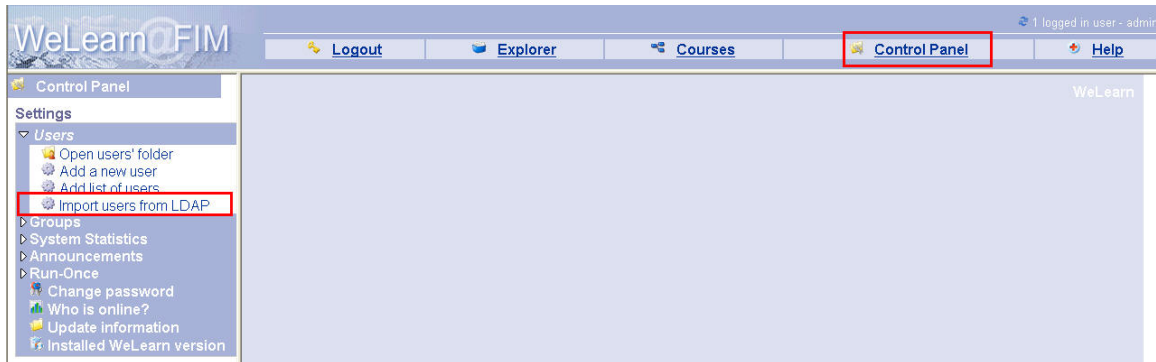 WeLearn@FIM
1 logged in user - admin
Logout Explorer Courses Control Panel Help
Control Panel
WeLearn
Settings
Users
Open users' folder
Add a new user
Add list of users
Import users from LDAP
Groups
System Statistics
Announcements
Run-Once
Change password
Who is online?
Update information
Installed WeLearn version